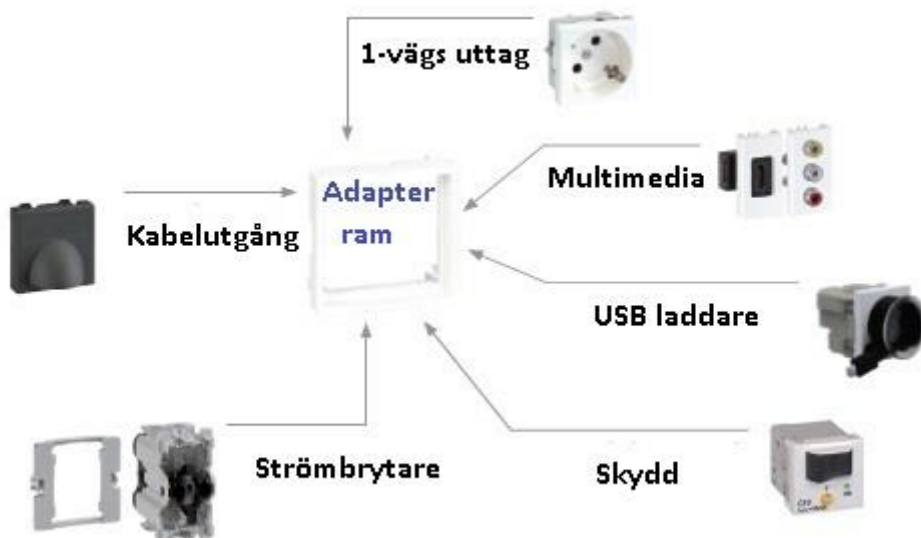 1-vägs uttag
Multimedia
Adapter
ram
Kabelutgång
USB laddare
Strömbrytare
Skydd